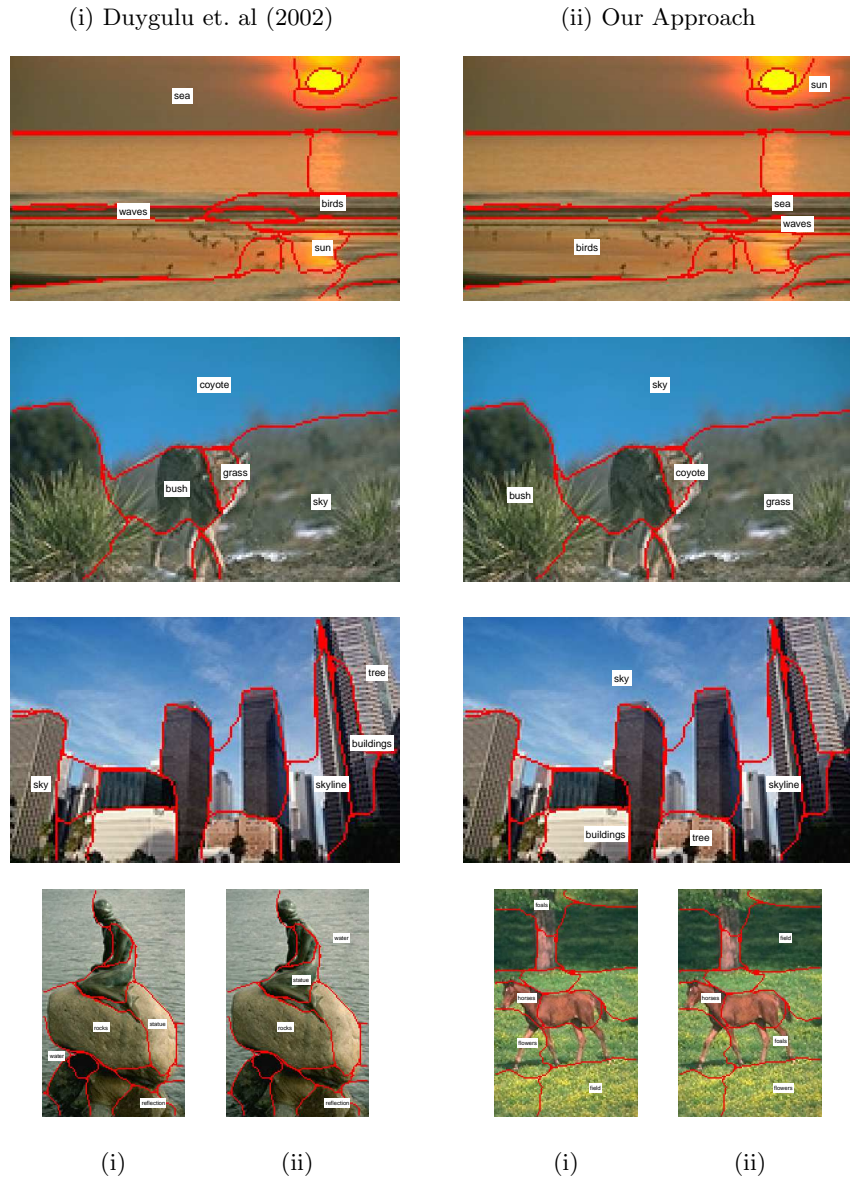 (i) Duygulu et. al (2002)
(ii) Our Approach
sea
birds
waves
sun
sun
sea
waves
birds
coyote
grass
bush
sky
sky
coyote
bush
grass
tree
buildings
sky
skyline
sky
skyline
buildings
tree
rocks
statue
water
reflection
water
statue
rocks
reflection
foals
horses
flowers
field
field
horses
foals
flowers
(i)
(ii)
(i)
(ii)